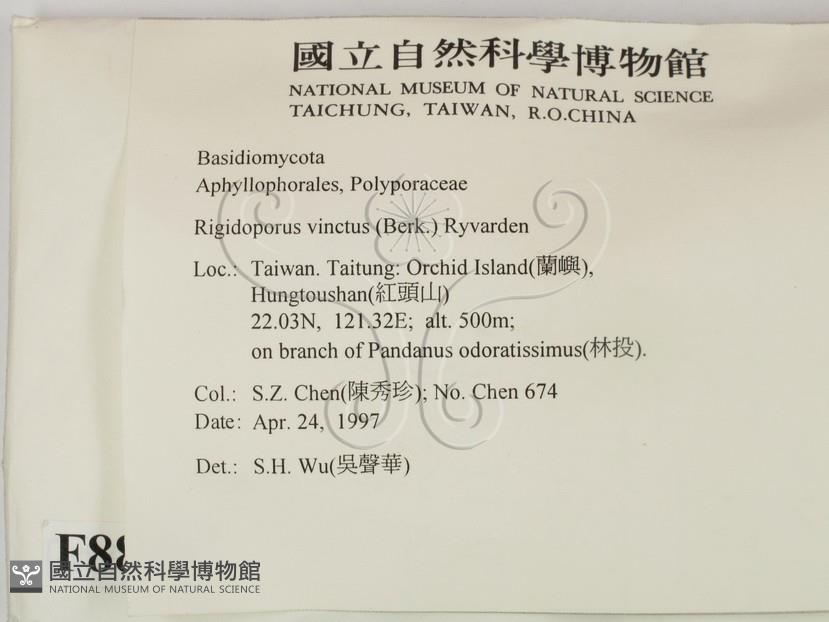 國立自然科學博物館
NATIONAL MUSEUM OF NATURAL SCIENCE
TAICHUNG, TAIWAN, R.O.CHINA
Basidiomycota
Aphyllophorales, Polyporaceae
Rigidoporus vinctus (Berk.) Ryvarden
Loc.: Taiwan. Taitung: Orchid Island(蘭嶼),
Hungtoushan(紅頭山)
22.03N, 121.32E; alt. 500m;
on branch of Pandanus odoratissimus(林投).
Col.: S.Z. Chen(陳秀珍); No. Chen 674
Date: Apr. 24, 1997
Det.: S.H. Wu(吳聲華)
國立自然科學博物館
NATIONAL MUSEUM OF NATURAL SCIENCE